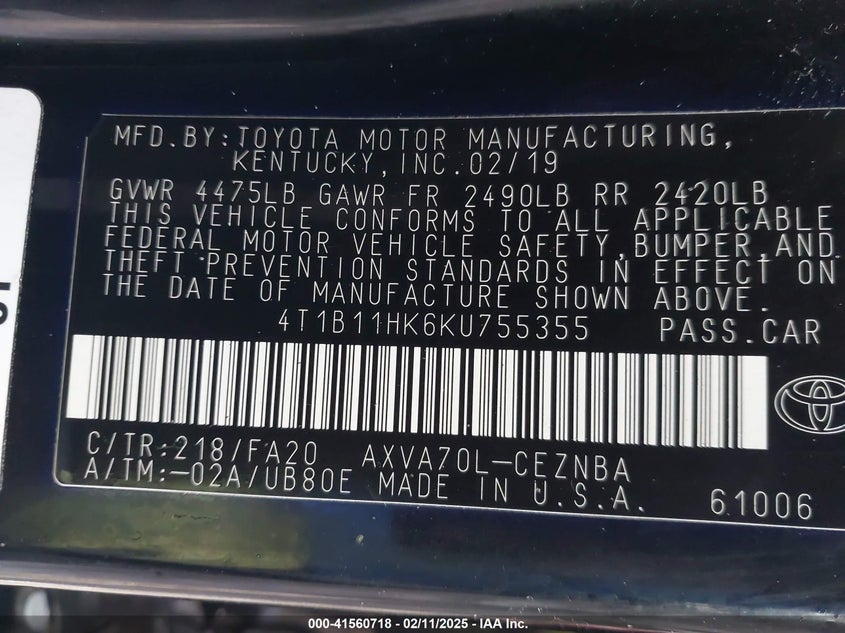 MFD.BY:TOYOTA MOTOR MANUFACTURING,
KENTUCKY,INC.02/19
GVWR 4475LB GAWR FR 2490LB RR 2420LB
THIS VEHICLE CONFORMS TO ALL APPLICABLE
FEDERAL MOTOR VEHICLE SAFETY,BUMPER,AND
THEFT PREVENTION STANDARDS IN EFFECT ON
THE DATE OF MANUFACTURE SHOWN ABOVE.
4T1B11HK6KU755355 PASS.CAR
C/TR:218/FA20 AXVA70L-CEZNBA
A/TM:-02A/UB80E MADE IN U.S.A. 61006
000-41560718 - 02/11/2025 - IAA Inc.